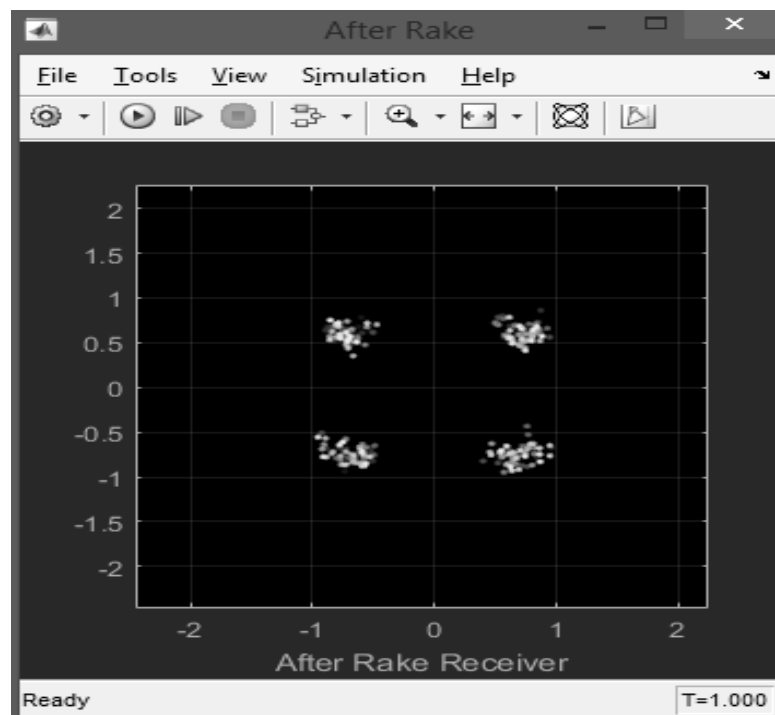 After Rake
File Tools View Simulation Help
2
1.5
1
0.5
0
-0.5
-1
-1.5
-2
-2 -1 0 1 2
After Rake Receiver
Ready T=1.000